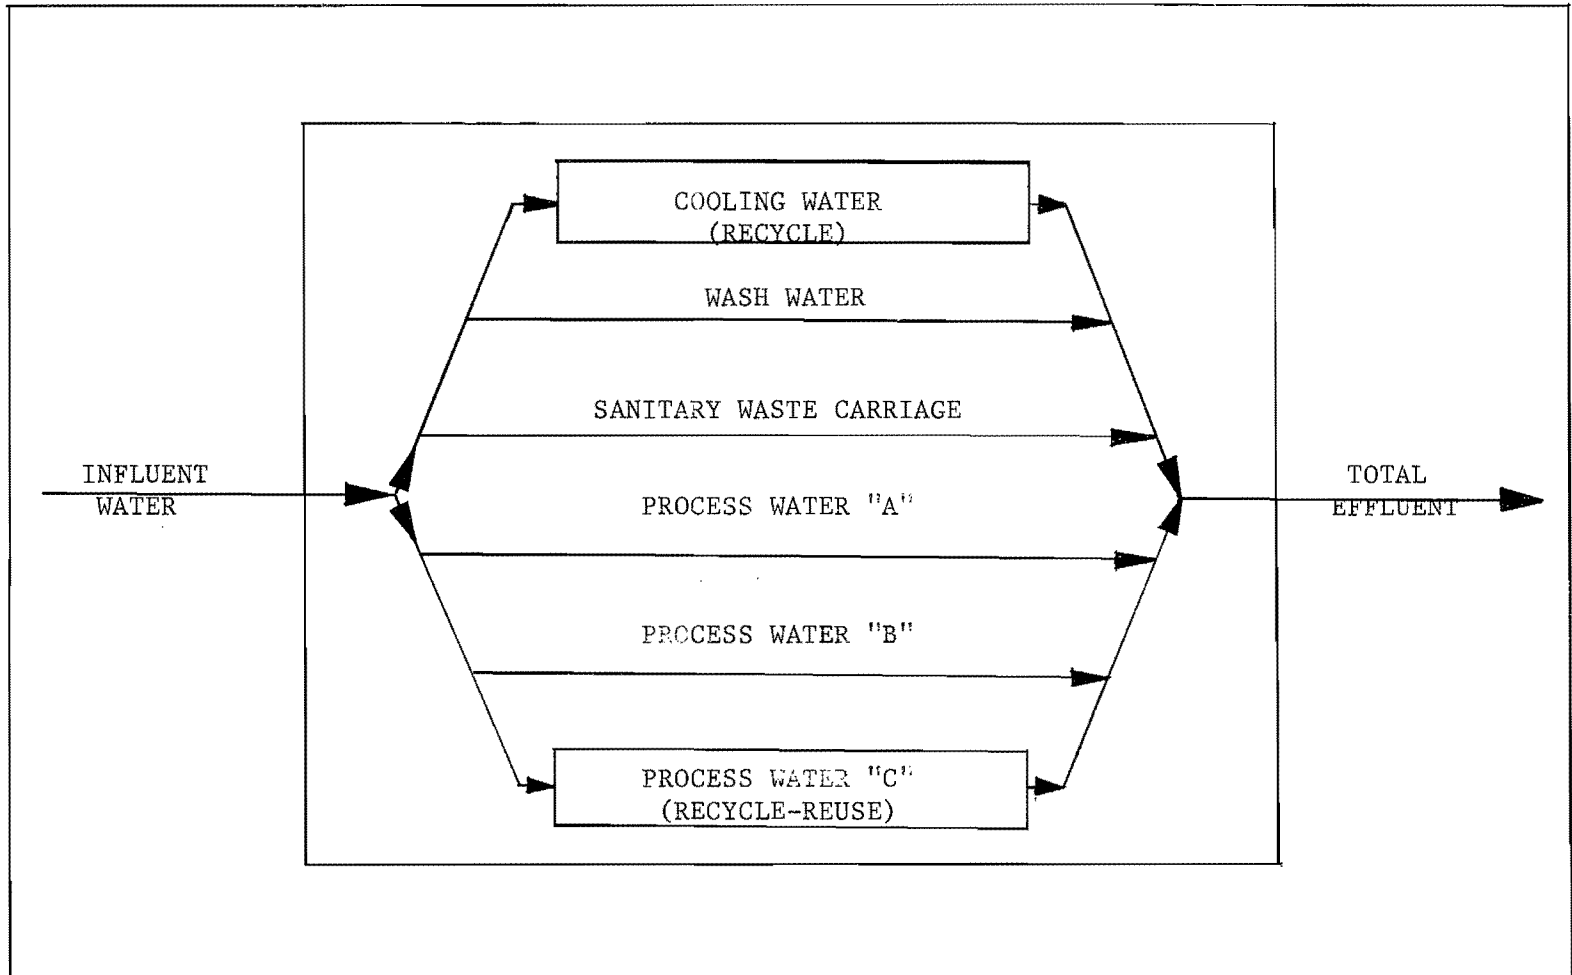 COOLING WATER
(RECYCLE)
WASH WATER
SANITARY WASTE CARRIAGE
INFLUENT
WATER
PROCESS WATER "A"
TOTAL
EFFLUENT
PROCESS WATER "B"
PROCESS WATER "C"
(RECYCLE-REUSE)